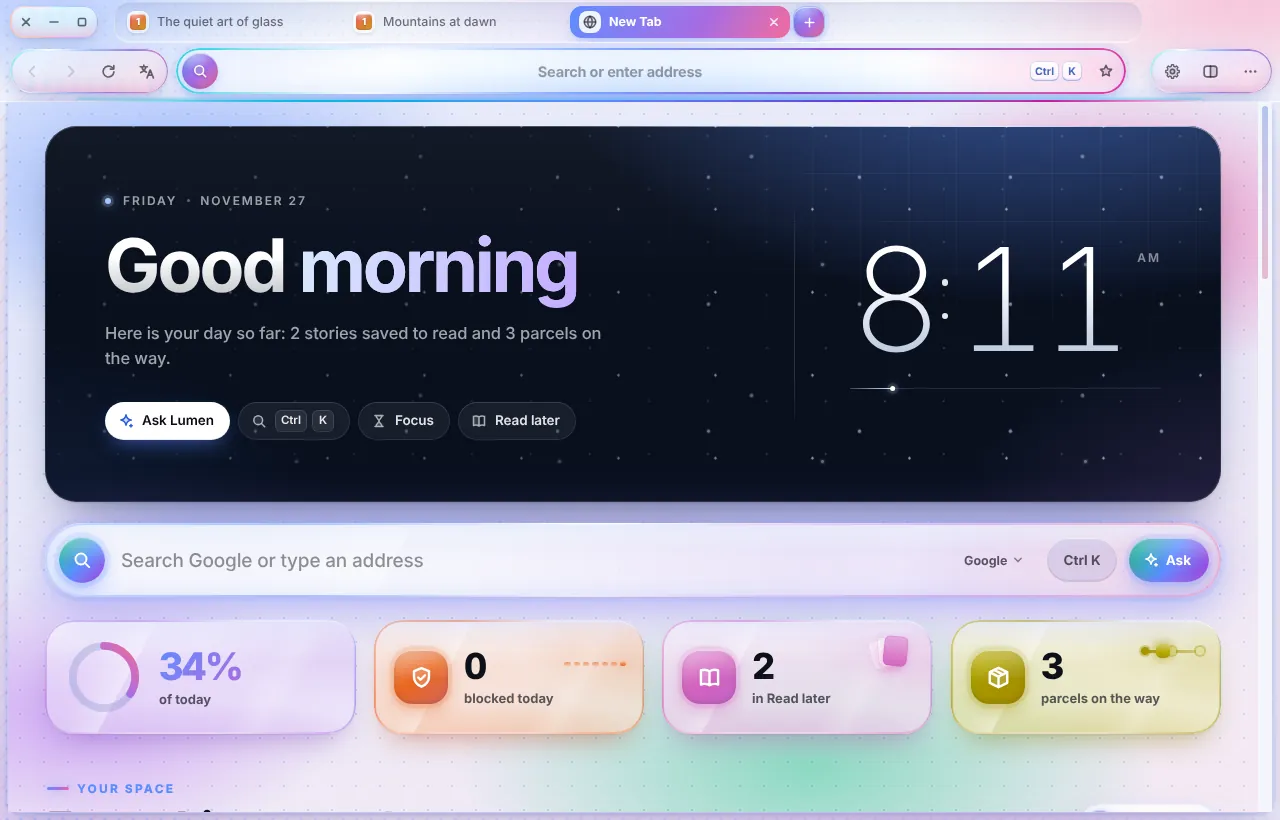 1 The quiet art of glass
1 Mountains at dawn
New Tab
Search or enter address
Ctrl K
FRIDAY • NOVEMBER 27
Good morning
Here is your day so far: 2 stories saved to read and 3 parcels on
the way.
8:11 AM
Ask Lumen
Ctrl K
Focus
Read later
Search Google or type an address
Google
Ctrl K
Ask
34%
of today
0
blocked today
2
in Read later
3
parcels on the way
YOUR SPACE